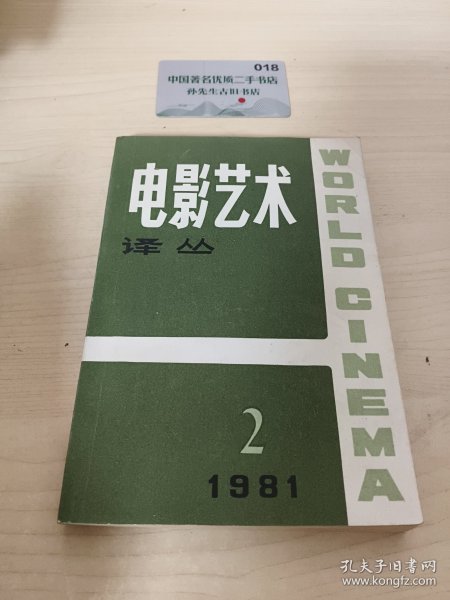 018
中国著名优质二手书店
孙先生古旧书店
电影艺术
译丛
WORLD CINEMA
2
1981
孔夫子旧书网
www.kongfz.com